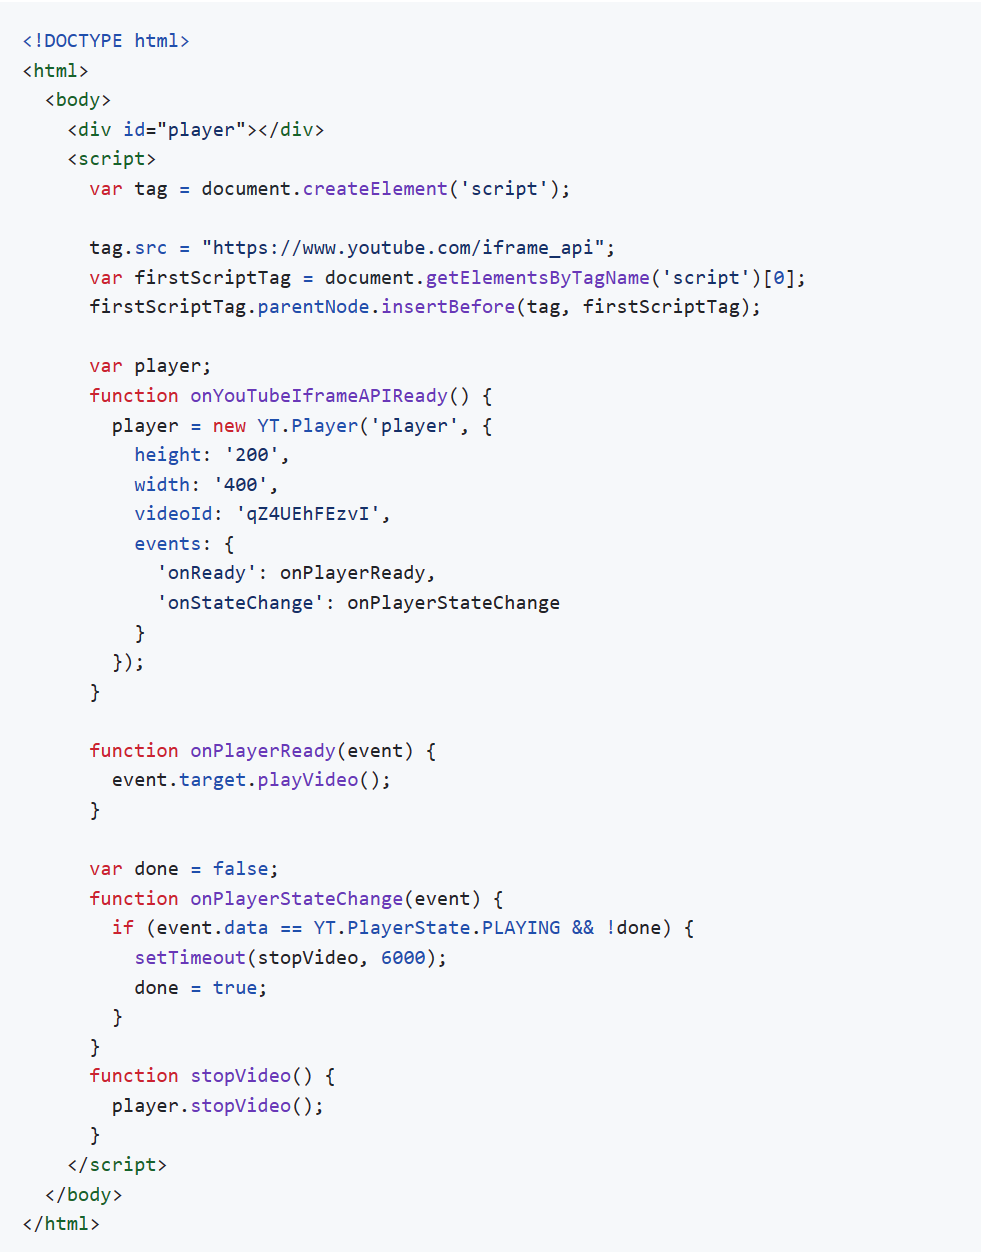 <!DOCTYPE html>
<html>
  <body>
    <div id="player"></div>
    <script>
      var tag = document.createElement('script');

      tag.src = "https://www.youtube.com/iframe_api";
      var firstScriptTag = document.getElementsByTagName('script')[0];
      firstScriptTag.parentNode.insertBefore(tag, firstScriptTag);

      var player;
      function onYouTubeIframeAPIReady() {
        player = new YT.Player('player', {
          height: '200',
          width: '400',
          videoId: 'qZ4UEhFEzvI',
          events: {
            'onReady': onPlayerReady,
            'onStateChange': onPlayerStateChange
          }
        });
      }

      function onPlayerReady(event) {
        event.target.playVideo();
      }

      var done = false;
      function onPlayerStateChange(event) {
        if (event.data == YT.PlayerState.PLAYING && !done) {
          setTimeout(stopVideo, 6000);
          done = true;
        }
      }
      function stopVideo() {
        player.stopVideo();
      }
    </script>
  </body>
</html>